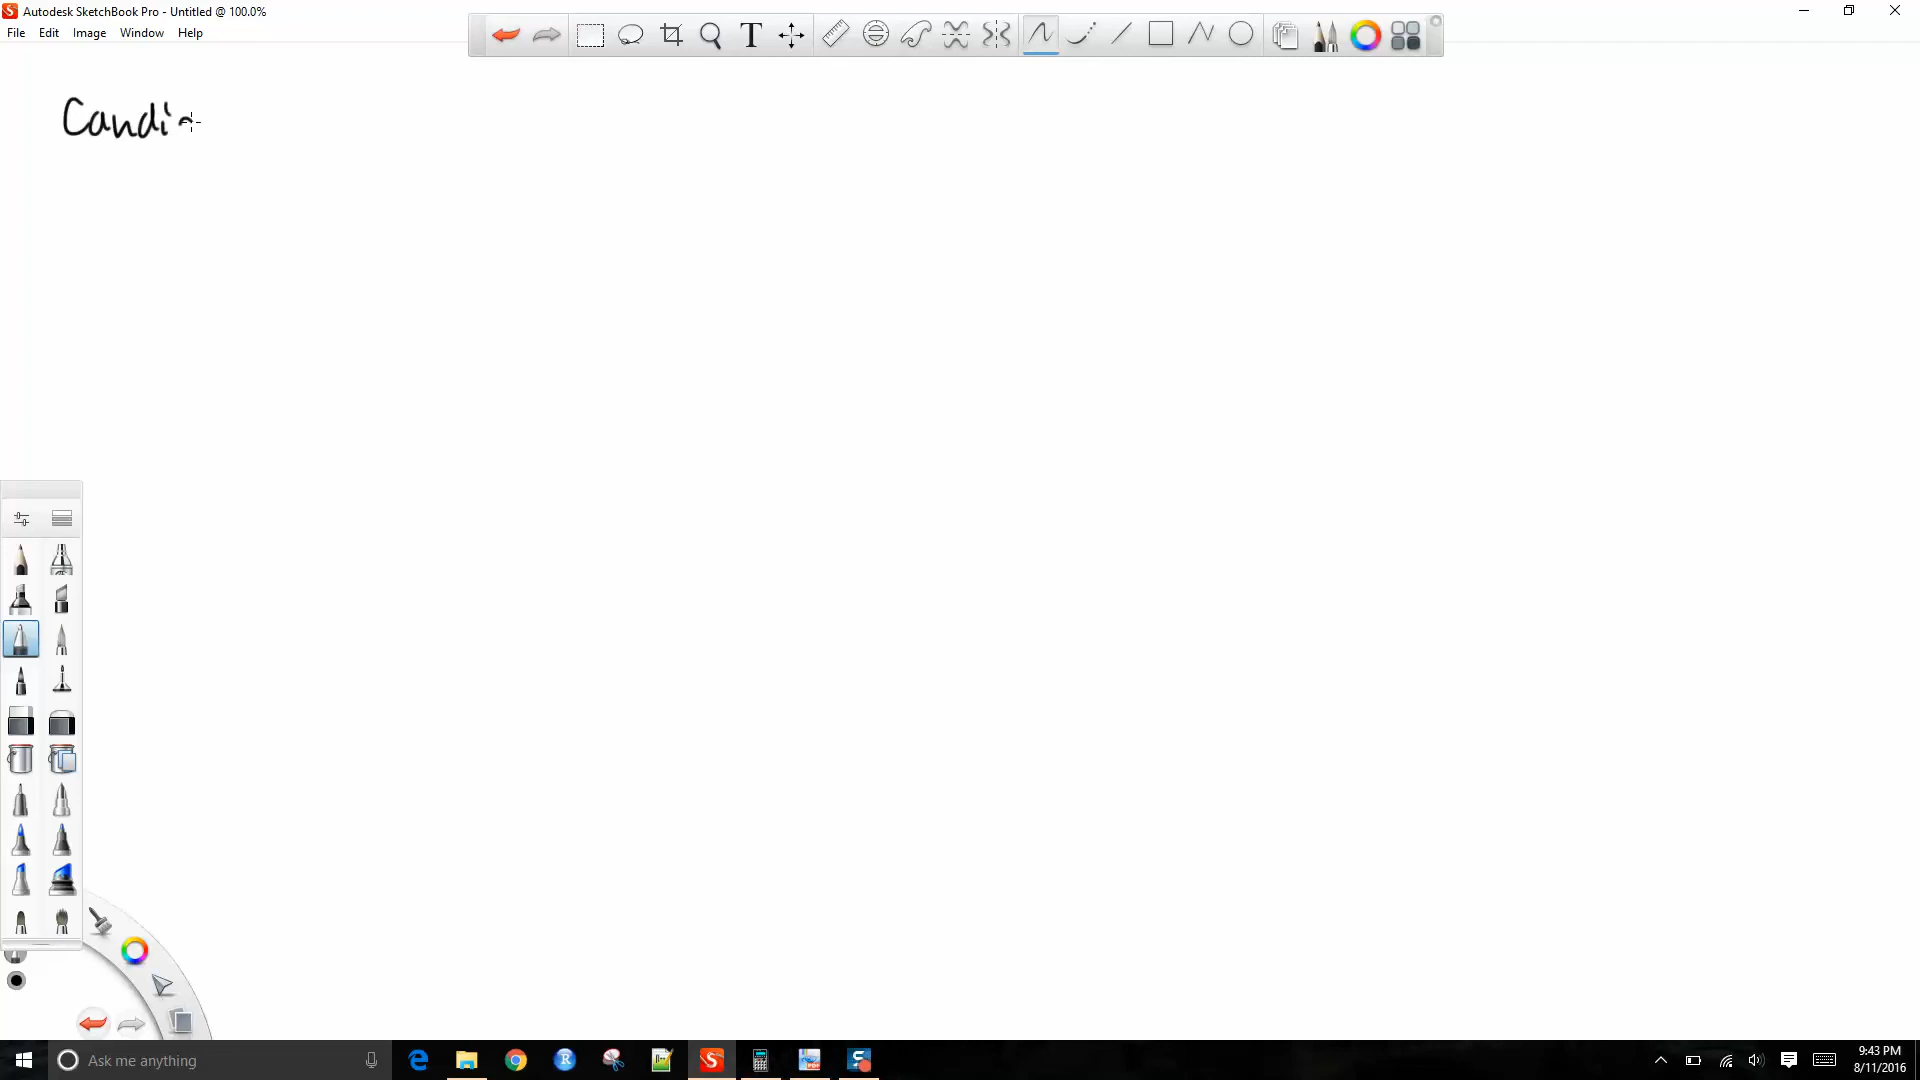 Autodesk SketchBook Pro - Untitled @ 100.0%
File Edit Image Window Help
T
Candi
Ask me anything
9:43 PM
8/11/2016